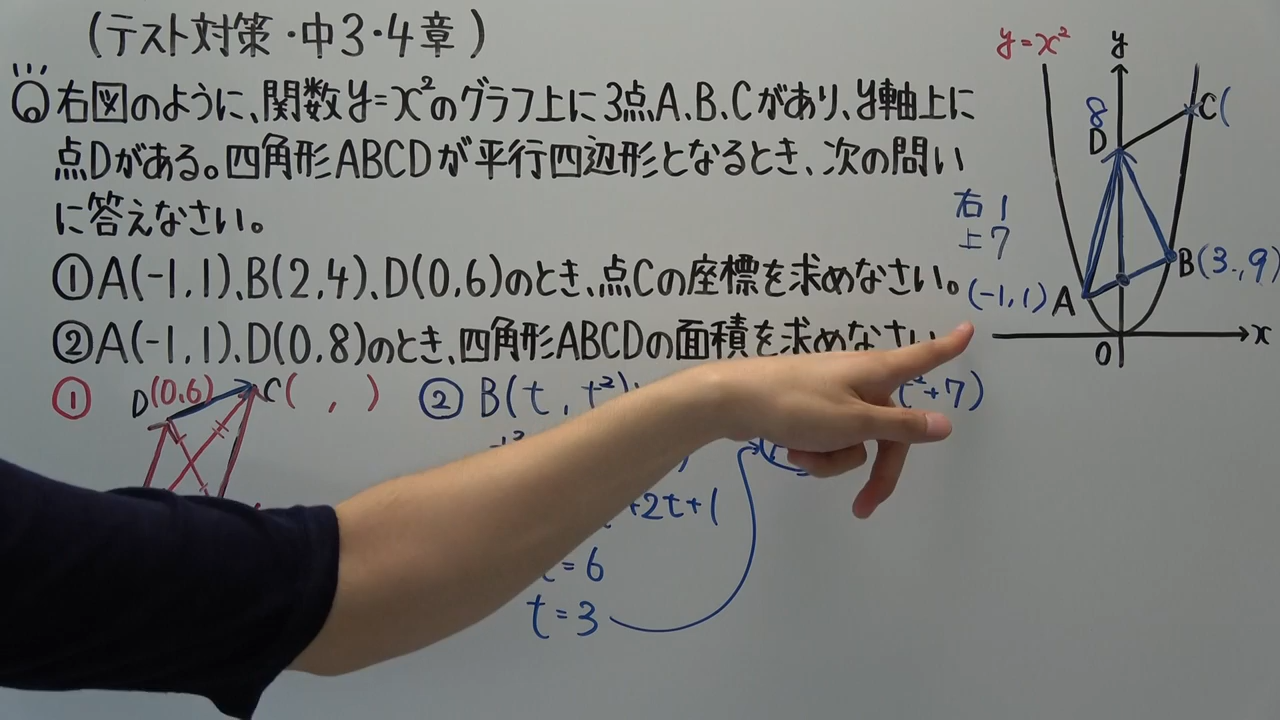 (テスト対策・中3・4章)
Q 右図のように、関数y=x²のグラフ上に3点A.B.Cがあり、y軸上に
点Dがある。四角形ABCDが平行四辺形となるとき、次の問い
に答えなさい。
①A(-1,1)、B(2,4)、D(0,6)のとき、点Cの座標を求めなさい。
②A(-1,1)、D(0,8)のとき、四角形ABCDの面積を求めなさい
① D(0,6) C( , )
② B(t, t²)
t²+7)
+2t+1
=6
t=3
y=x²
y
8
D
C(
右1
上7
B(3,9)
(-1,1) A
O
x